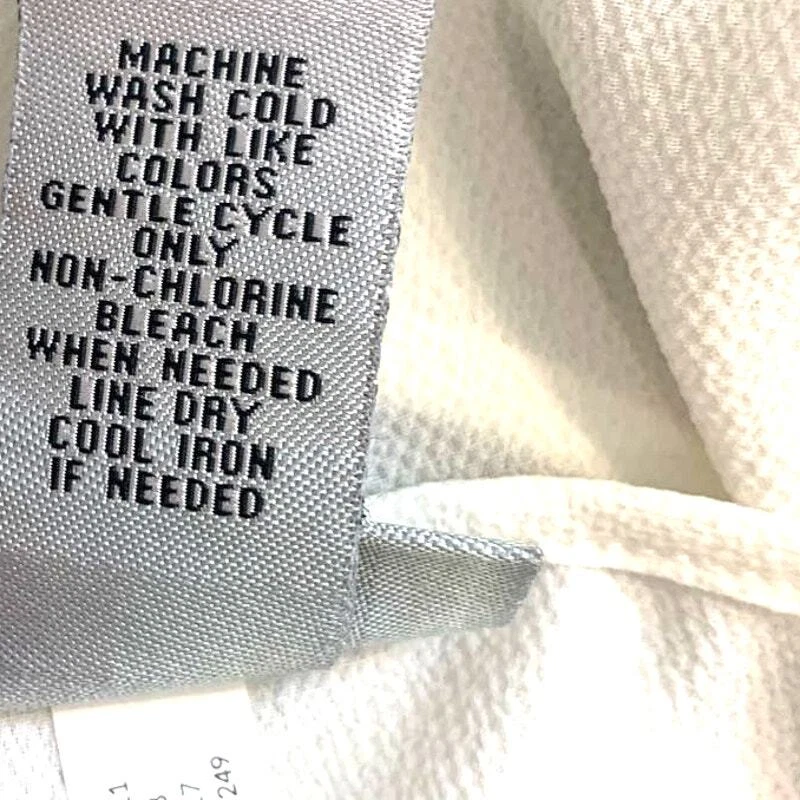 MACHINE
WASH COLD
WITH LIKE
COLORS
GENTLE CYCLE
ONLY
NON-CHLORINE
BLEACH
WHEN NEEDED
LINE DRY
COOL IRON
IF NEEDED
249